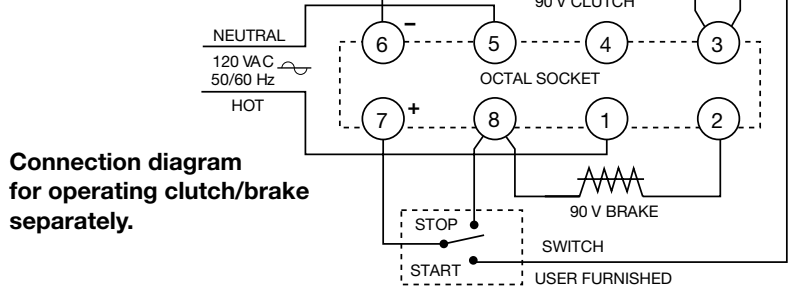 90 V CLUTCH
NEUTRAL
120 VAC
50/60 Hz
HOT
6
−
5
4
3
OCTAL SOCKET
7
+
8
1
2
Connection diagram
for operating clutch/brake
separately.
90 V BRAKE
STOP
SWITCH
START
USER FURNISHED